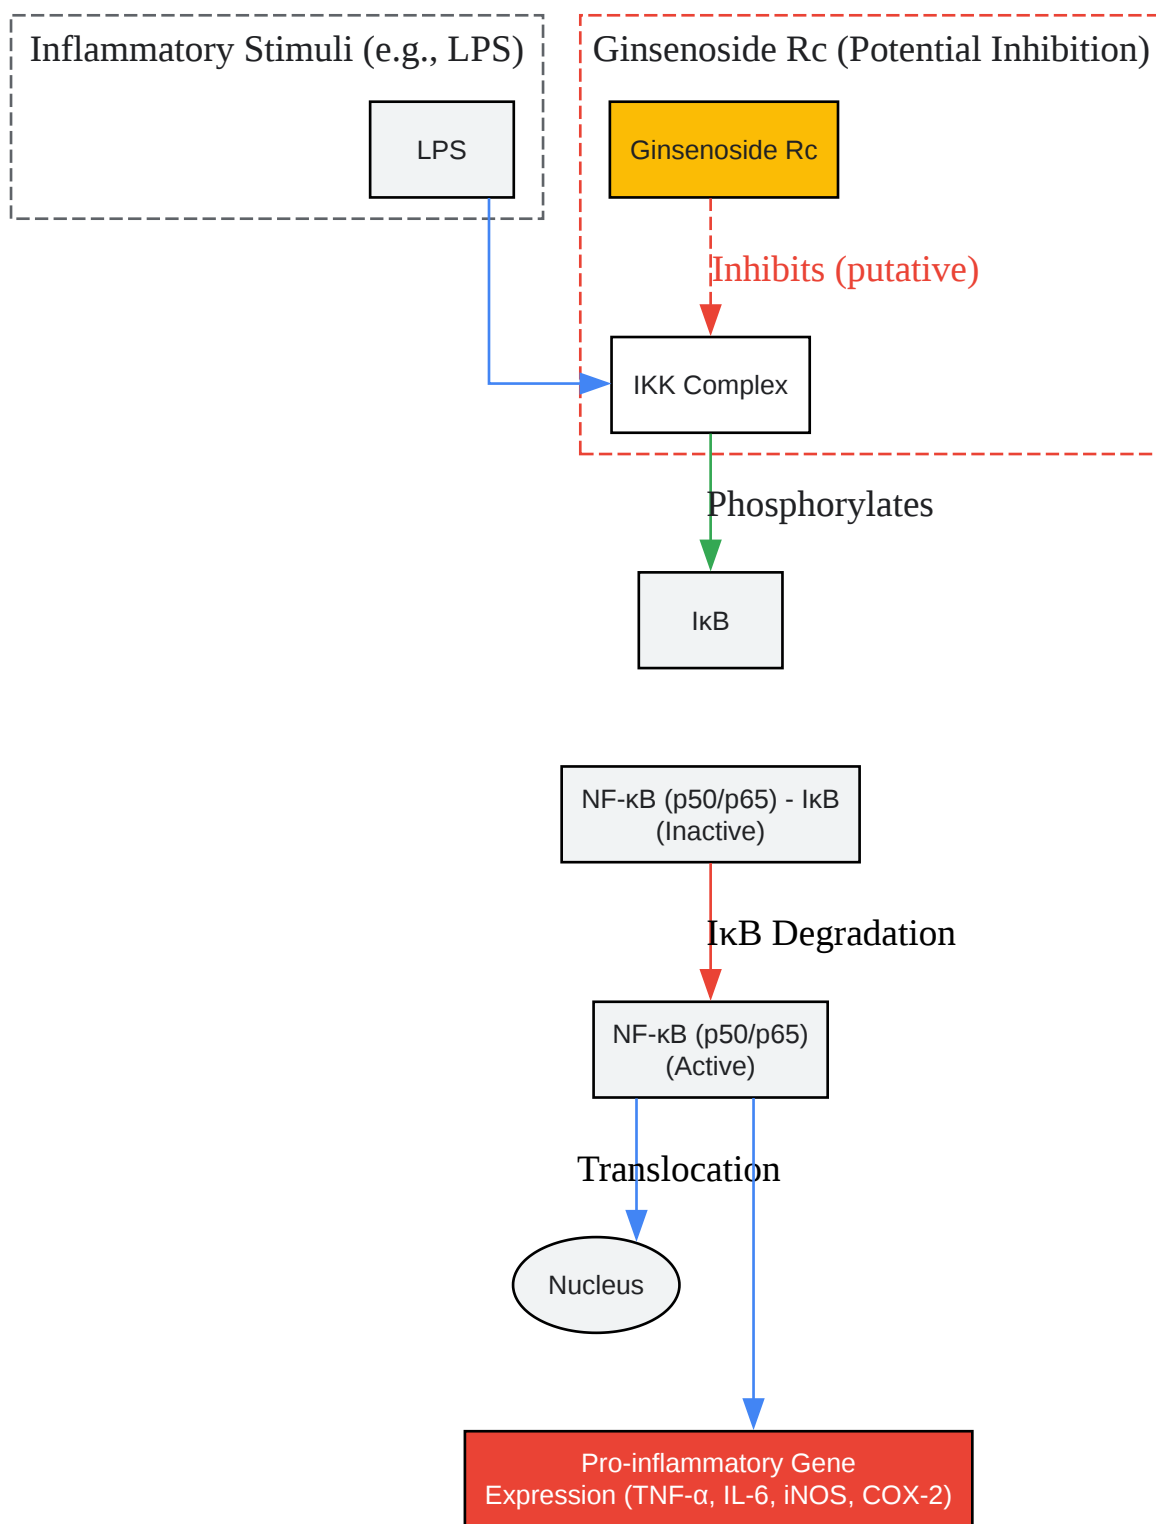 Inflammatory Stimuli (e.g., LPS)
Ginsenoside Rc (Potential Inhibition)
LPS
Ginsenoside Rc
Inhibits (putative)
IKK Complex
Phosphorylates
IκB
NF-κB (p50/p65) - IκB
(Inactive)
IκB Degradation
NF-κB (p50/p65)
(Active)
Translocation
Nucleus
Pro-inflammatory Gene
Expression (TNF-α, IL-6, iNOS, COX-2)